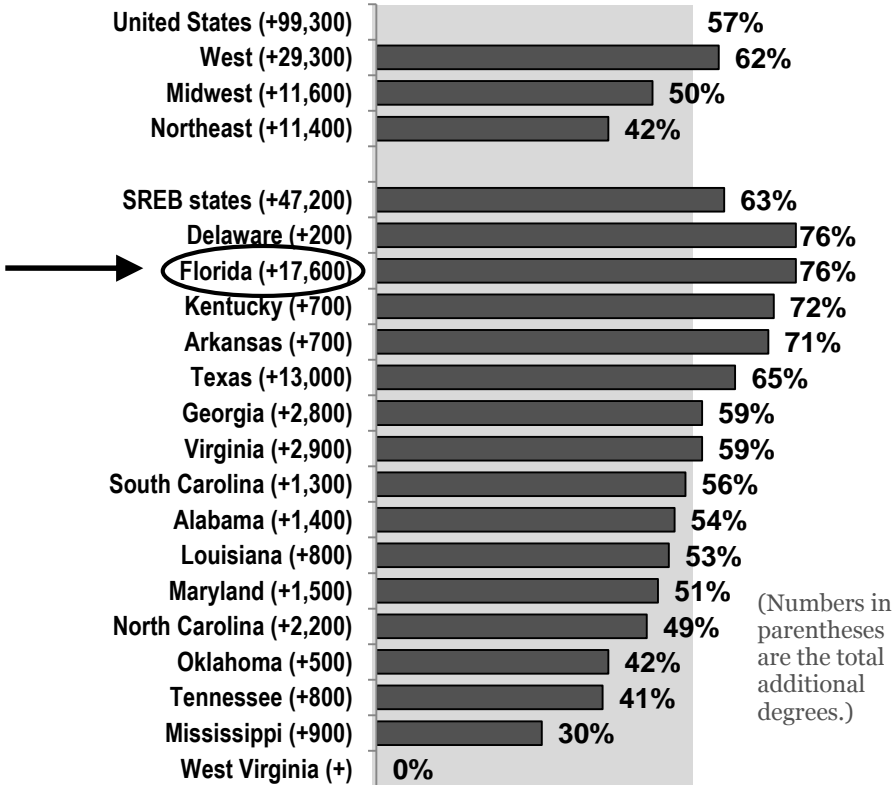 United States (+99,300) 57%
West (+29,300) 62%
Midwest (+11,600) 50%
Northeast (+11,400) 42%
SREB states (+47,200) 63%
Delaware (+200) 76%
Florida (+17,600) 76%
Kentucky (+700) 72%
Arkansas (+700) 71%
Texas (+13,000) 65%
Georgia (+2,800) 59%
Virginia (+2,900) 59%
South Carolina (+1,300) 56%
Alabama (+1,400) 54%
Louisiana (+800) 53%
Maryland (+1,500) 51%
North Carolina (+2,200) 49%
Oklahoma (+500) 42%
Tennessee (+800) 41%
Mississippi (+900) 30%
West Virginia (+) 0%
(Numbers in
parentheses
are the total
additional
degrees.)